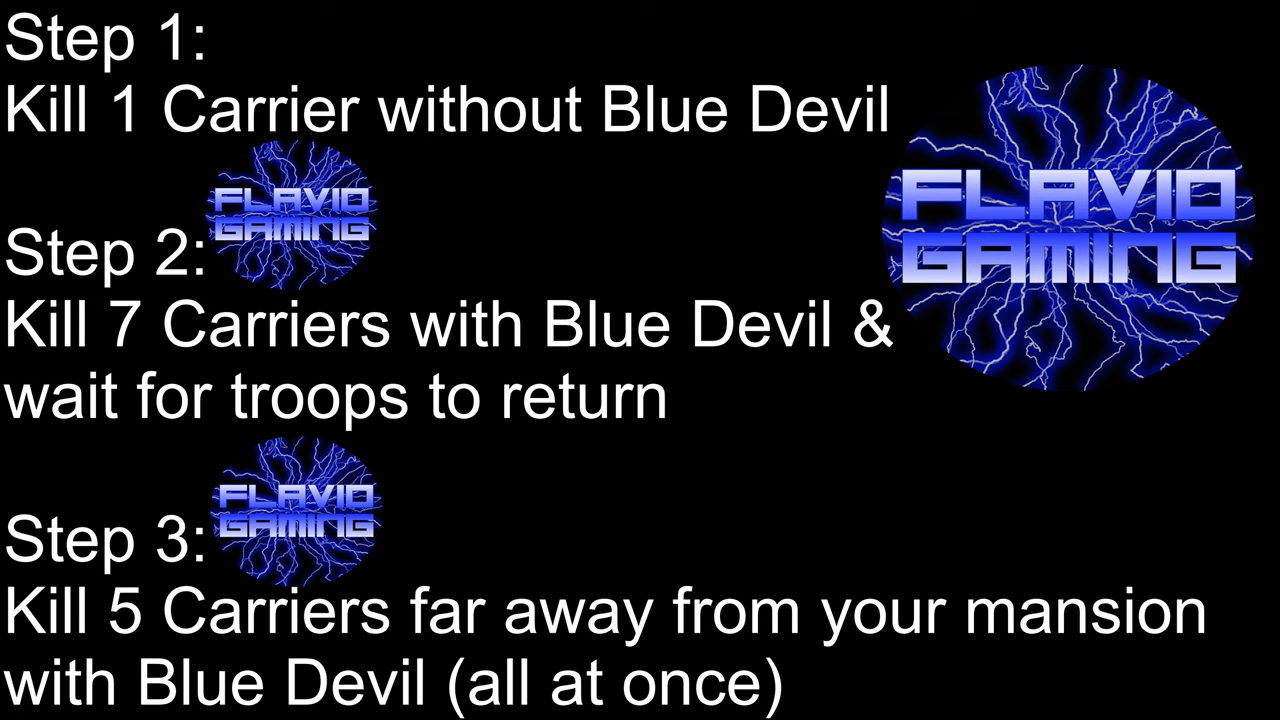 Step 1:
Kill 1 Carrier without Blue Devil
FLAVIO
GAMING
FLAVIO
GAMING
Step 2:
Kill 7 Carriers with Blue Devil &
wait for troops to return
FLAVIO
GAMING
Step 3:
Kill 5 Carriers far away from your mansion
with Blue Devil (all at once)